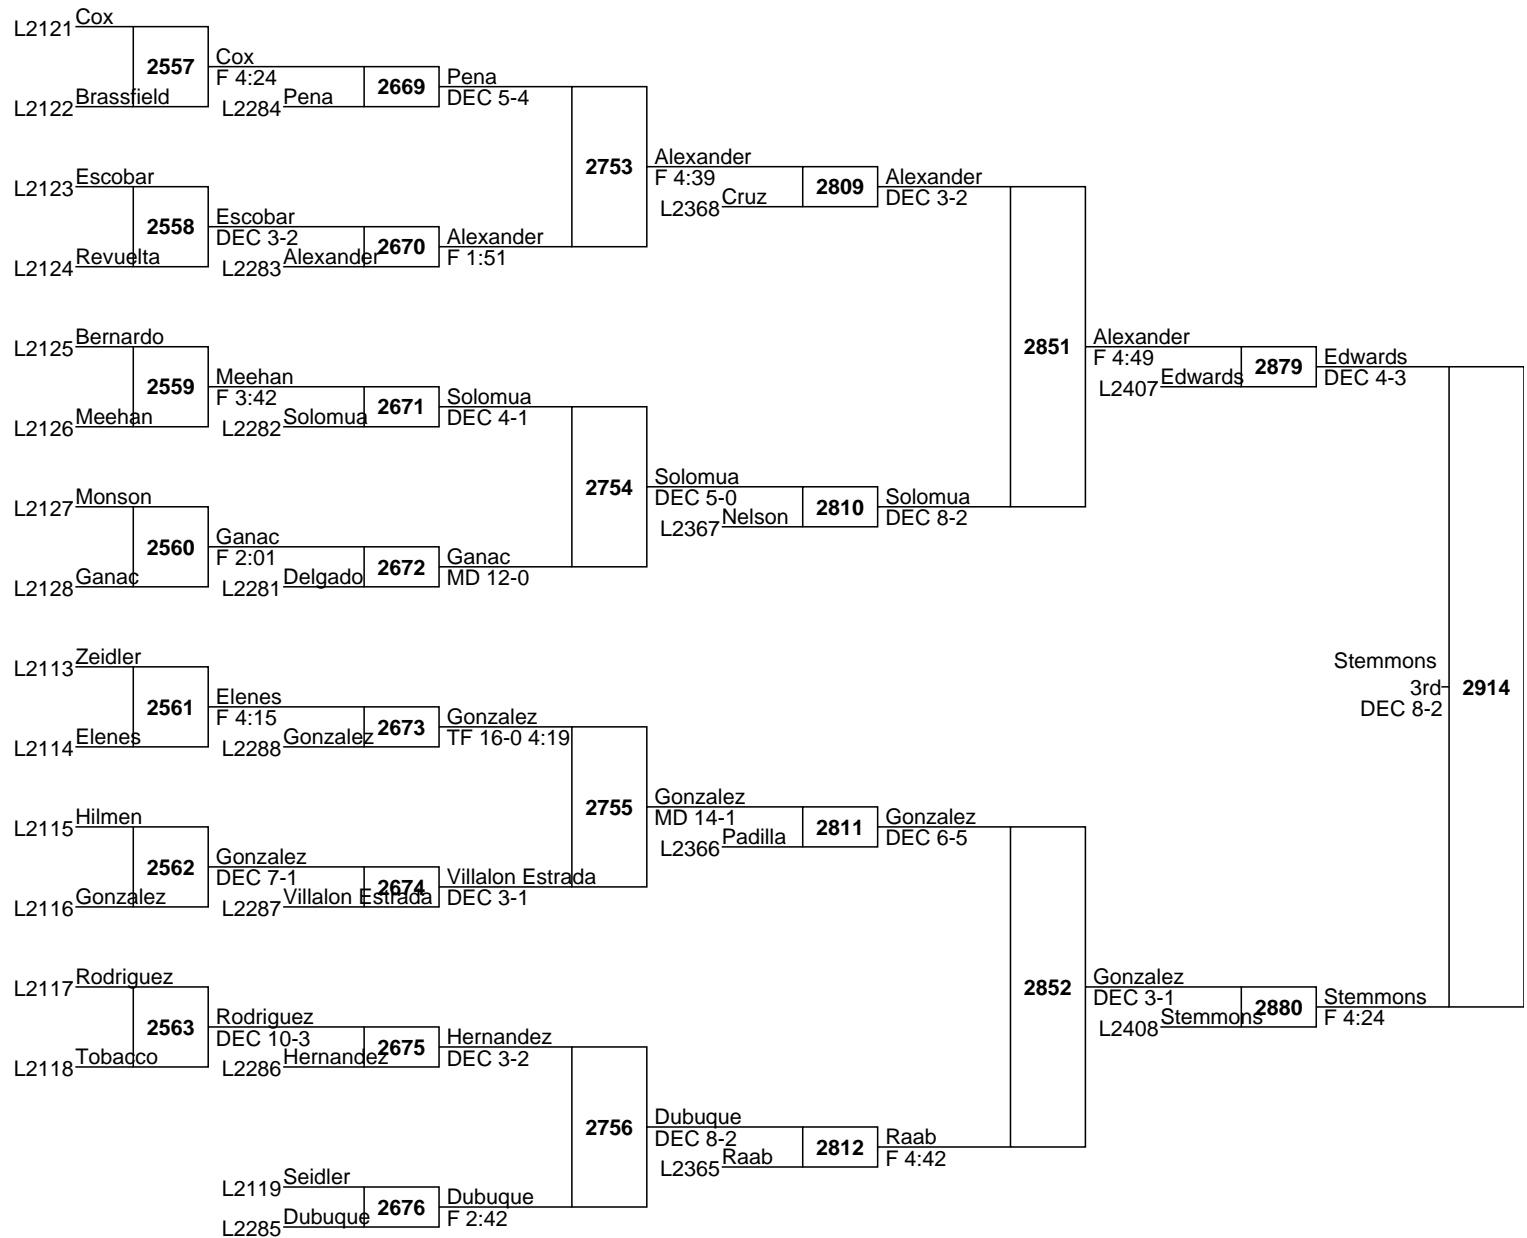 L2121 Cox
2557
Cox
F 4:24
L2122 Brassfield
L2284 Pena
2669
Pena
DEC 5-4
2753
Alexander
F 4:39
L2368 Cruz
2809
Alexander
DEC 3-2
L2123 Escobar
2558
Escobar
DEC 3-2
L2124 Revuelta
L2283 Alexander
2670
Alexander
F 1:51
2851
Alexander
F 4:49
L2407 Edwards
2879
Edwards
DEC 4-3
L2125 Bernardo
2559
Meehan
F 3:42
L2126 Meehan
L2282 Solomua
2671
Solomua
DEC 4-1
2754
Solomua
DEC 5-0
L2367 Nelson
2810
Solomua
DEC 8-2
L2127 Monson
2560
Ganac
F 2:01
L2128 Ganac
L2281 Delgado
2672
Ganac
MD 12-0
Stemmons
3rd
DEC 8-2
2914
L2113 Zeidler
2561
Elenes
F 4:15
L2114 Elenes
L2288 Gonzalez
2673
Gonzalez
TF 16-0 4:19
2755
Gonzalez
MD 14-1
L2366 Padilla
2811
Gonzalez
DEC 6-5
L2115 Hilmen
2562
Gonzalez
DEC 7-1
L2116 Gonzalez
L2287 Villalon Estrada
2674
Villalon Estrada
DEC 3-1
2852
Gonzalez
DEC 3-1
L2408 Stemmons
2880
Stemmons
F 4:24
L2117 Rodriguez
2563
Rodriguez
DEC 10-3
L2118 Tobacco
L2286 Hernandez
2675
Hernandez
DEC 3-2
2756
Dubuque
DEC 8-2
L2365 Raab
2812
Raab
F 4:42
L2119 Seidler
2676
L2285 Dubuque
Dubuque
F 2:42